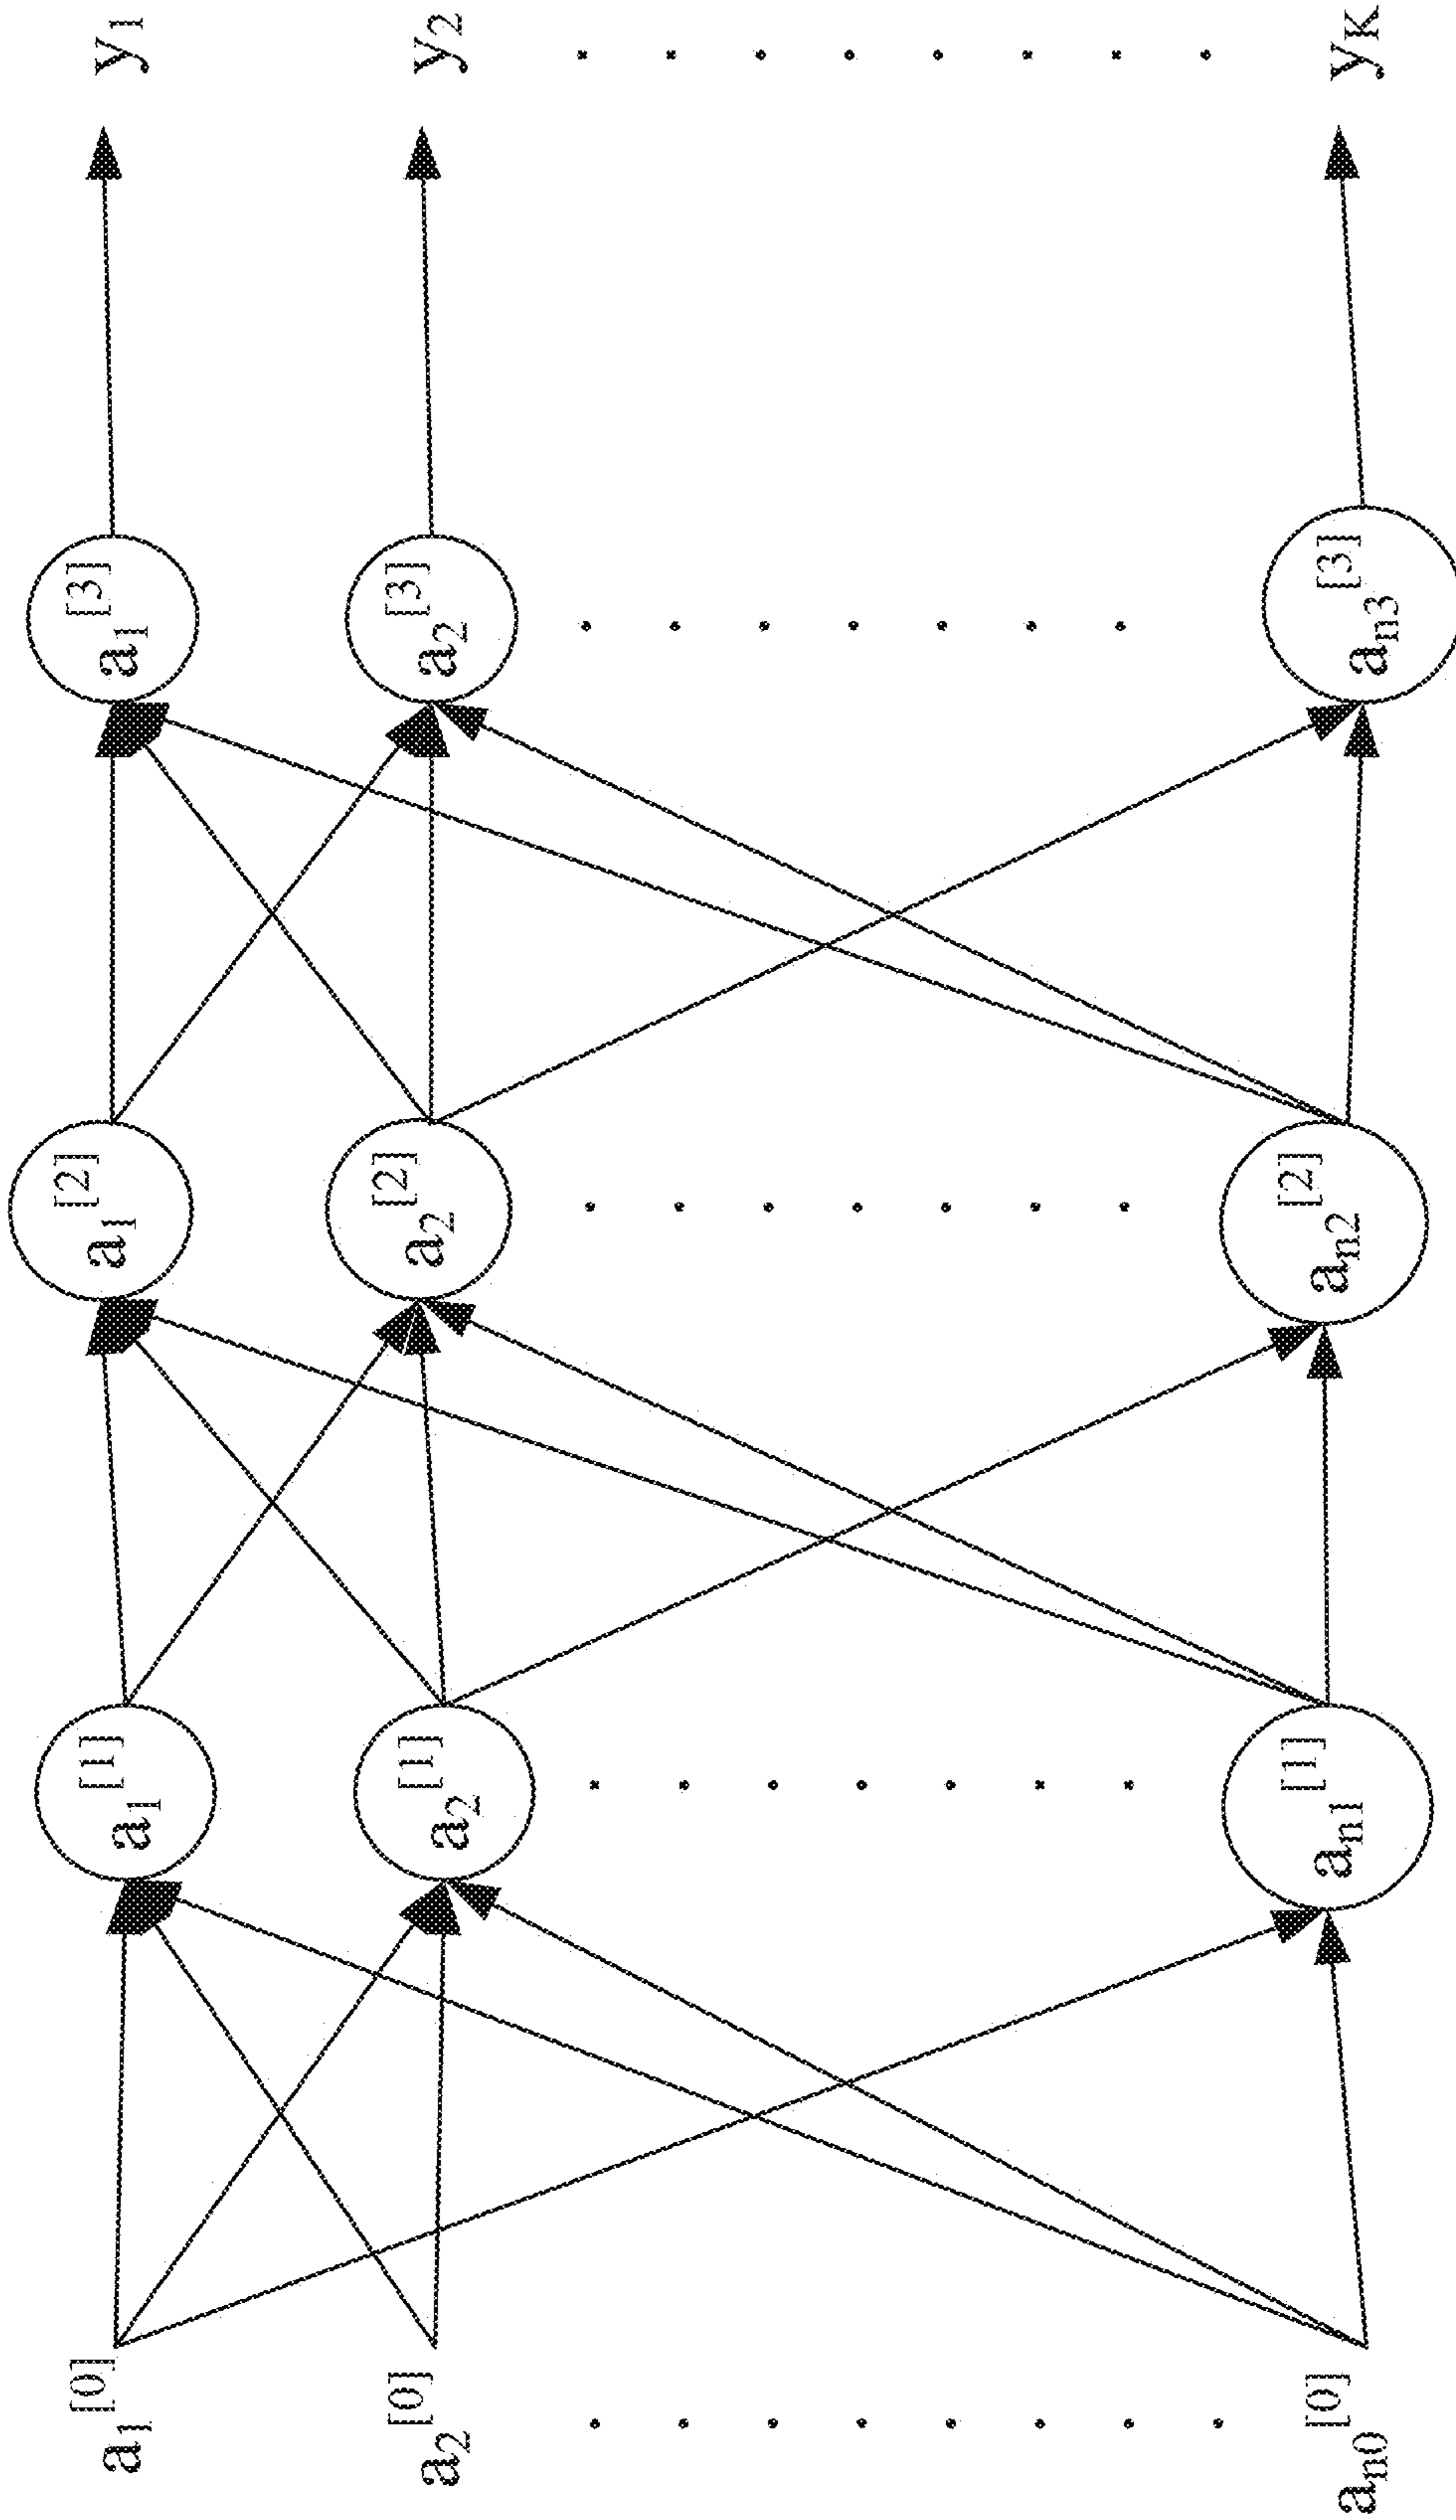 a₁[0]
a₂[0]
aₙ₀[0]
a₁[1]
a₂[1]
aₙ₁[1]
a₁[2]
a₂[2]
aₙ₂[2]
a₁[3]
a₂[3]
aₙ₃[3]
y₁
y₂
yK